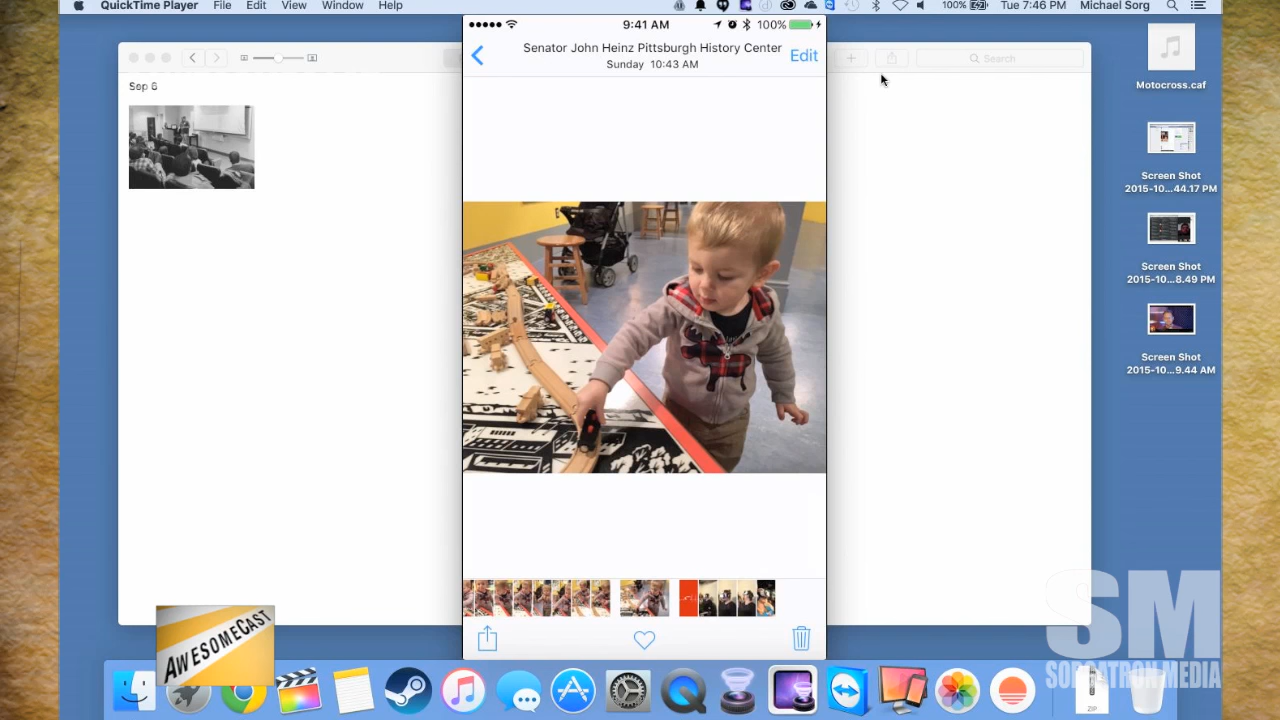 QuickTime Player File Edit View Window Help
100% Tue 7:46 PM Michael Sorg
9:41 AM
100%
Senator John Heinz Pittsburgh History Center
Sunday 10:43 AM
Edit
Search
Sep 6
Motocross.caf
Screen Shot
2015-10...44.17 PM
Screen Shot
2015-10...8.49 PM
Screen Shot
2015-10...9.44 AM
AWESOMECAST
SM
SORGATRON MEDIA
ZIP